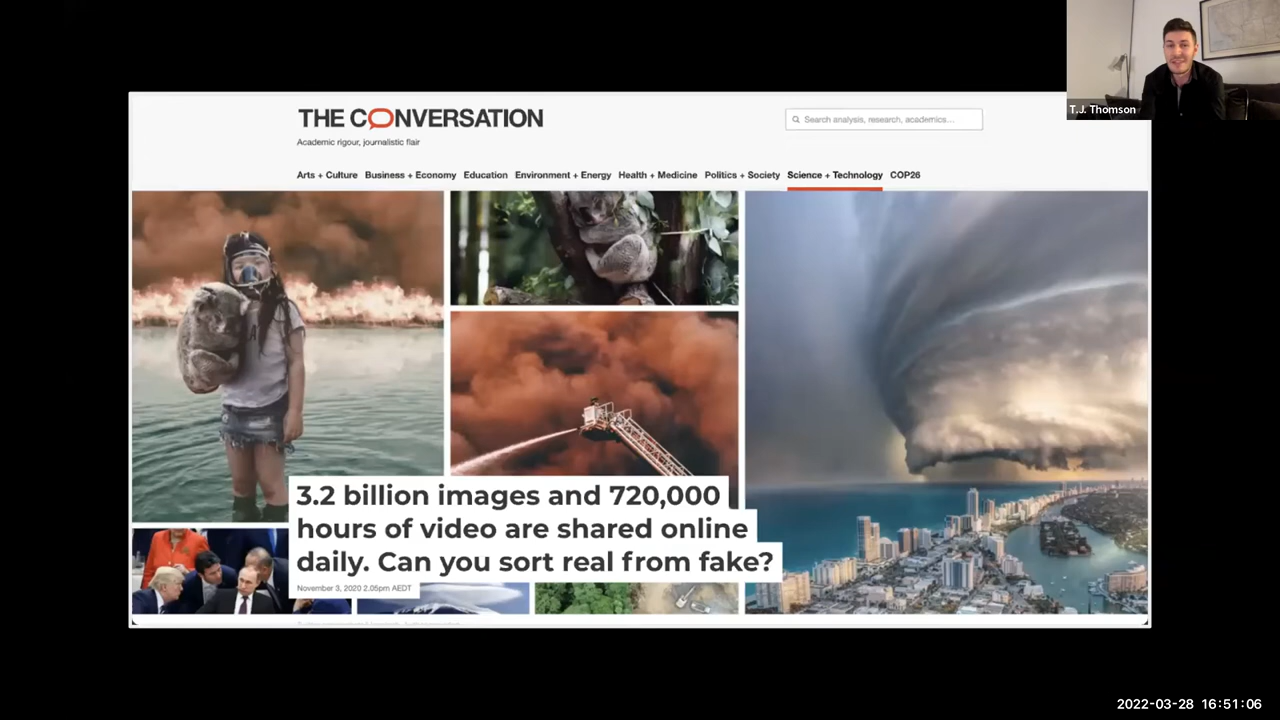 T.J. Thomson
THE CONVERSATION
Academic rigour, journalistic flair
Search analysis, research, academics...
Arts + Culture Business + Economy Education Environment + Energy Health + Medicine Politics + Society Science + Technology COP26
3.2 billion images and 720,000
hours of video are shared online
daily. Can you sort real from fake?
November 3, 2020 2.05pm AEDT
2022-03-28 16:51:06